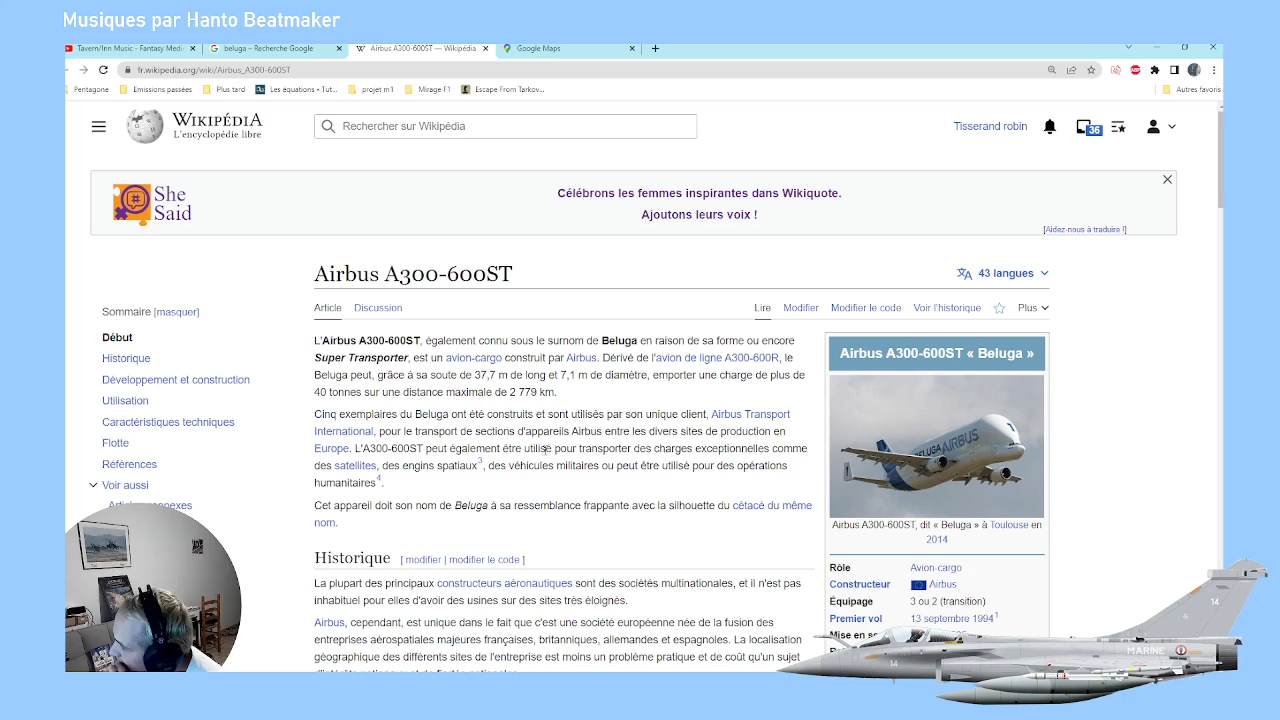 Musiques par Hanto Beatmaker
Tavern/Inn Music - Fantasy Medi
beluga – Recherche Google
Airbus A300-600ST — Wikipédia
Google Maps
fr.wikipedia.org/wiki/Airbus_A300-600ST
Pentagone
Emissions passées
Plus tard
Les équations • Tut...
projet m1
Mirage F1
Escape From Tarkov...
Autres favoris
WIKIPÉDIA
L'encyclopédie libre
Rechercher sur Wikipédia
Tisserand robin
36
She
Said
Célébrons les femmes inspirantes dans Wikiquote.
Ajoutons leurs voix !
[Aidez-nous à traduire !]
Airbus A300-600ST
43 langues
Sommaire [masquer]
Début
Historique
Développement et construction
Utilisation
Caractéristiques techniques
Flotte
Références
Voir aussi
Article Discussion
Lire Modifier Modifier le code Voir l'historique Plus
L'Airbus A300-600ST, également connu sous le surnom de Beluga en raison de sa forme ou encore
Super Transporter, est un avion-cargo construit par Airbus. Dérivé de l'avion de ligne A300-600R, le
Beluga peut, grâce à sa soute de 37,7 m de long et 7,1 m de diamètre, emporter une charge de plus de
40 tonnes sur une distance maximale de 2 779 km.
Cinq exemplaires du Beluga ont été construits et sont utilisés par son unique client, Airbus Transport
International, pour le transport de sections d'appareils Airbus entre les divers sites de production en
Europe. L'A300-600ST peut également être utilisé pour transporter des charges exceptionnelles comme
des satellites, des engins spatiaux3, des véhicules militaires ou peut être utilisé pour des opérations
humanitaires4.
Cet appareil doit son nom de Beluga à sa ressemblance frappante avec la silhouette du cétacé du même
nom.
Historique [ modifier | modifier le code ]
La plupart des principaux constructeurs aéronautiques sont des sociétés multinationales, et il n'est pas
inhabituel pour elles d'avoir des usines sur des sites très éloignés.
Airbus, cependant, est unique dans le fait que c'est une société européenne née de la fusion des
entreprises aérospatiales majeures françaises, britanniques, allemandes et espagnoles. La localisation
géographique des différents sites de l'entreprise est moins un problème pratique et de coût qu'un sujet
Airbus A300-600ST « Beluga »
BELUGA AIRBUS
Airbus A300-600ST, dit « Beluga » à Toulouse en
2014
Rôle Avion-cargo
Constructeur Airbus
Équipage 3 ou 2 (transition)
Premier vol 13 septembre 19941
Mise en se
14
14
MARINE